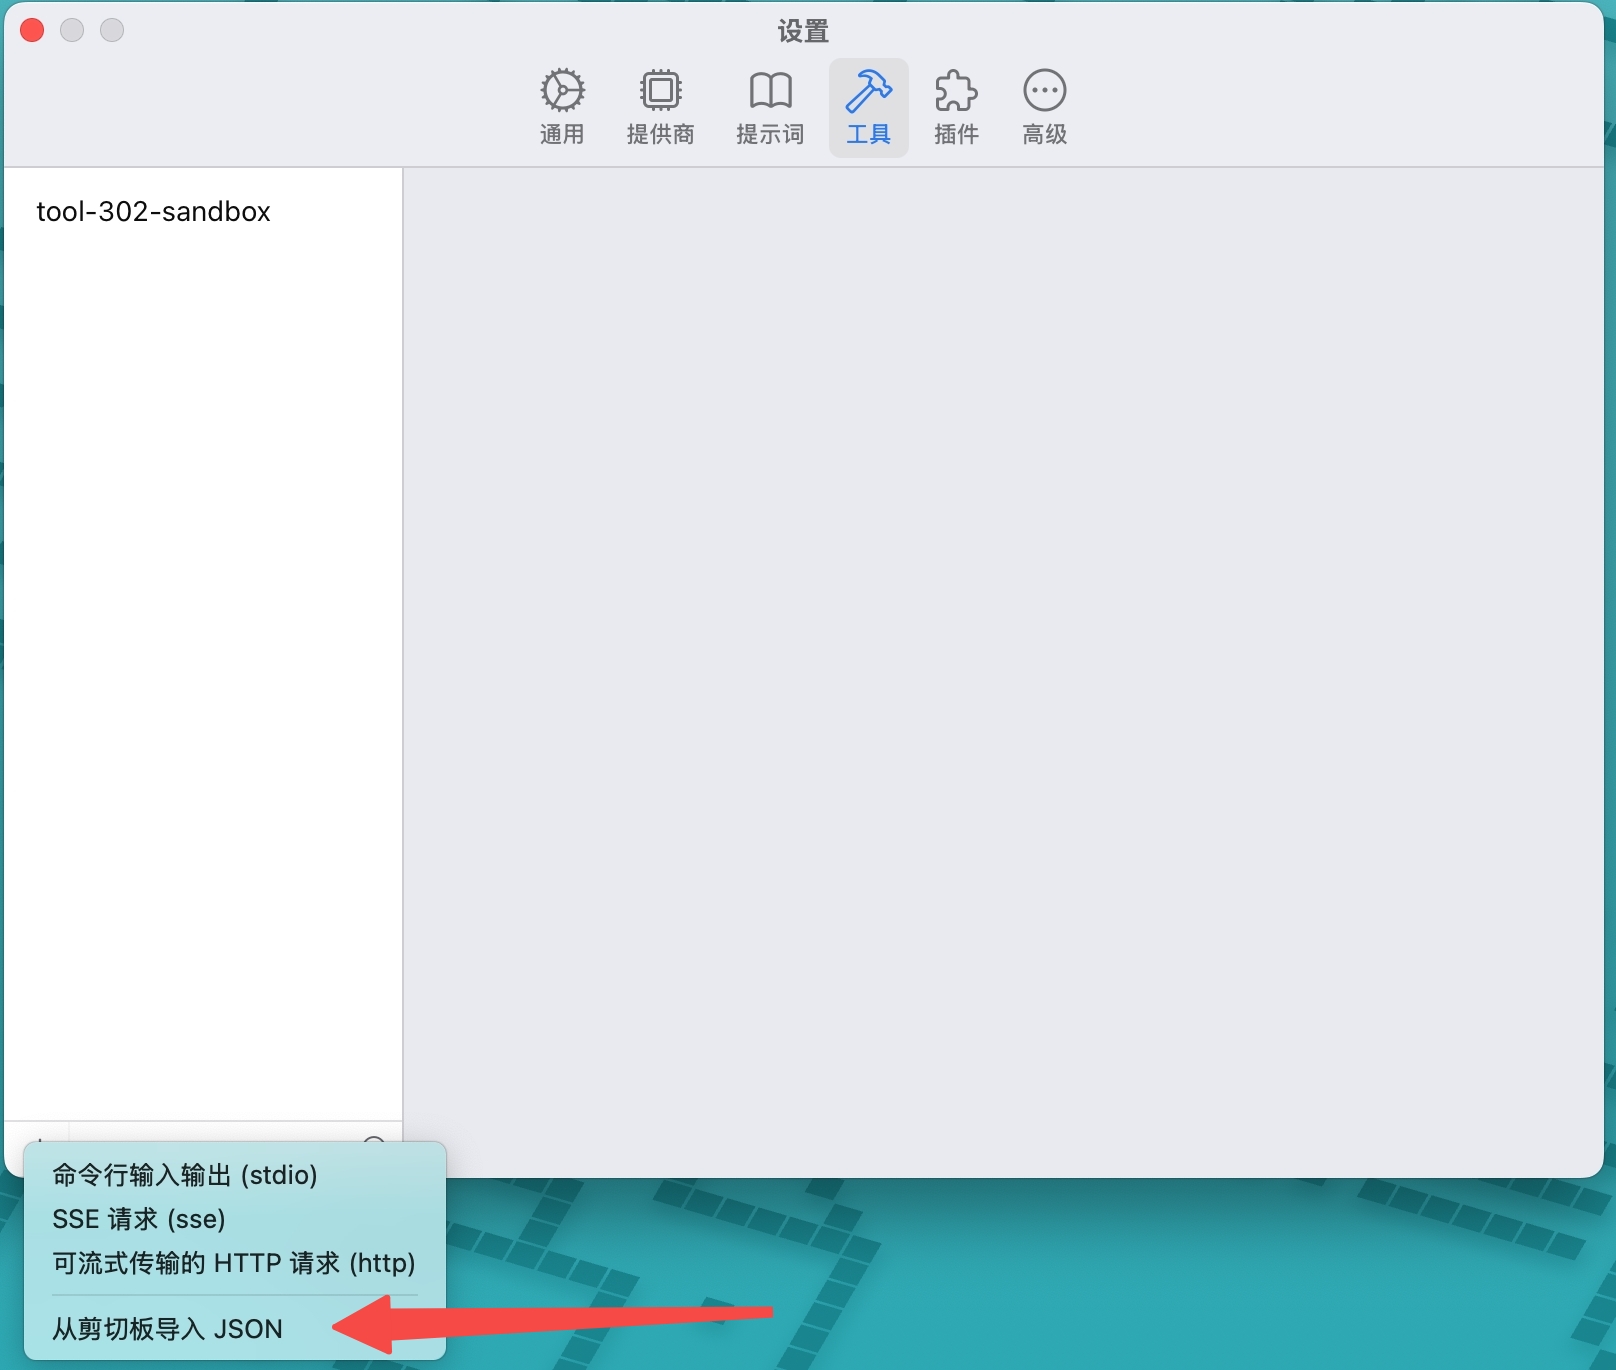 设置
通用
提供商
提示词
工具
插件
高级
tool-302-sandbox
命令行输入输出 (stdio)
SSE 请求 (sse)
可流式传输的 HTTP 请求 (http)
从剪切板导入 JSON